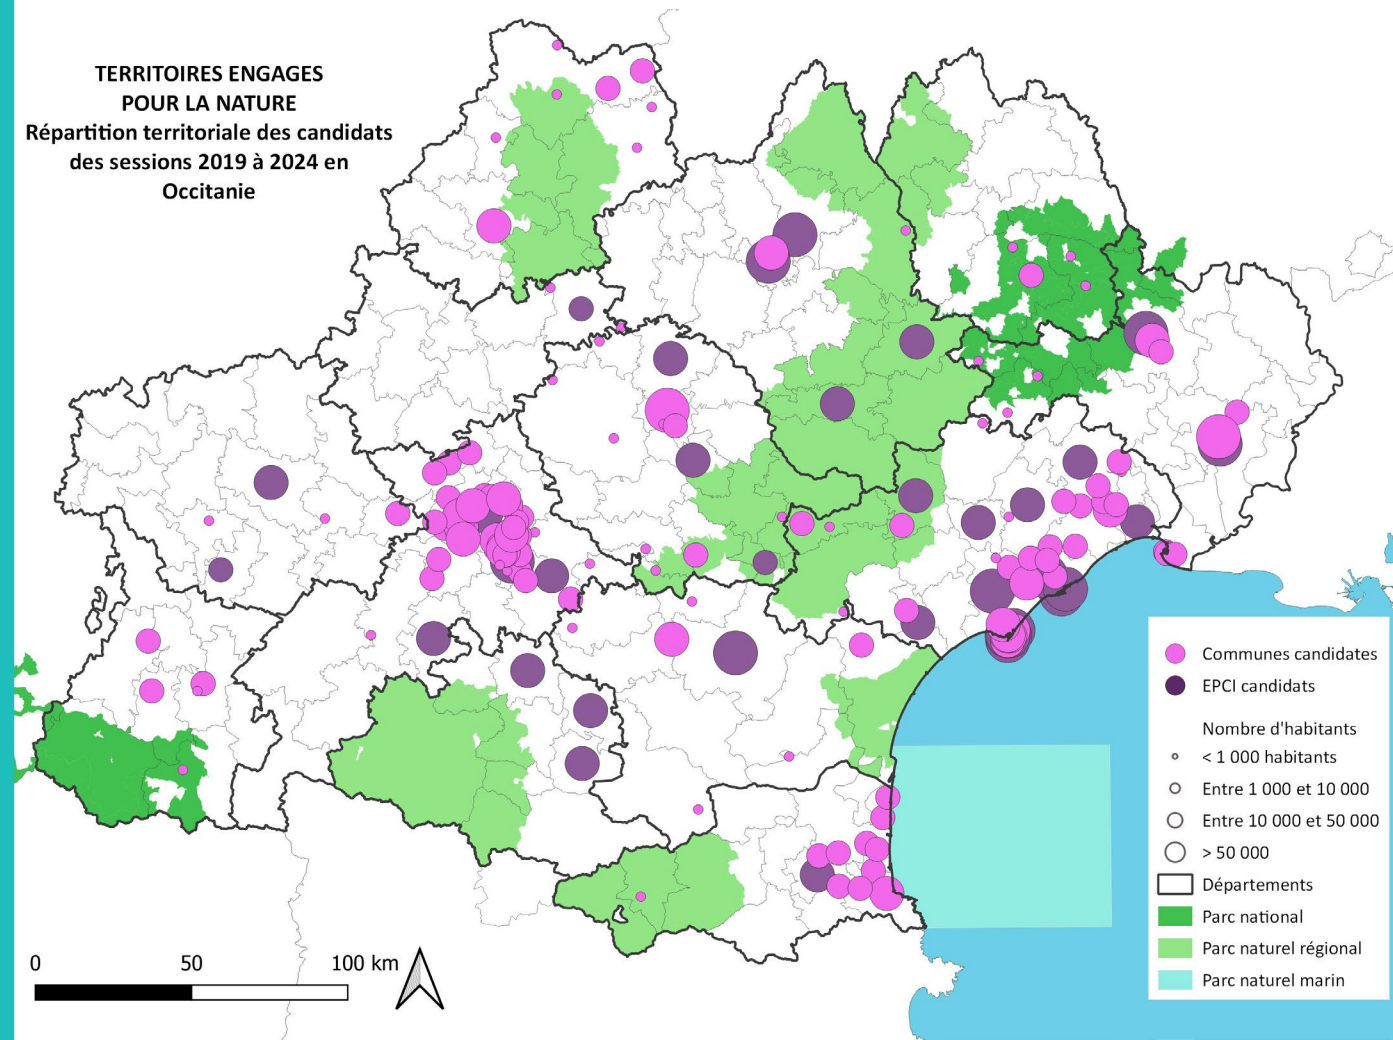 TERRITOIRES ENGAGES
POUR LA NATURE
Répartition territoriale des candidats
des sessions 2019 à 2024 en
Occitanie
Communes candidates
EPCI candidats
Nombre d'habitants
< 1 000 habitants
Entre 1 000 et 10 000
Entre 10 000 et 50 000
> 50 000
Départements
Parc national
Parc naturel régional
Parc naturel marin
0 50 100 km